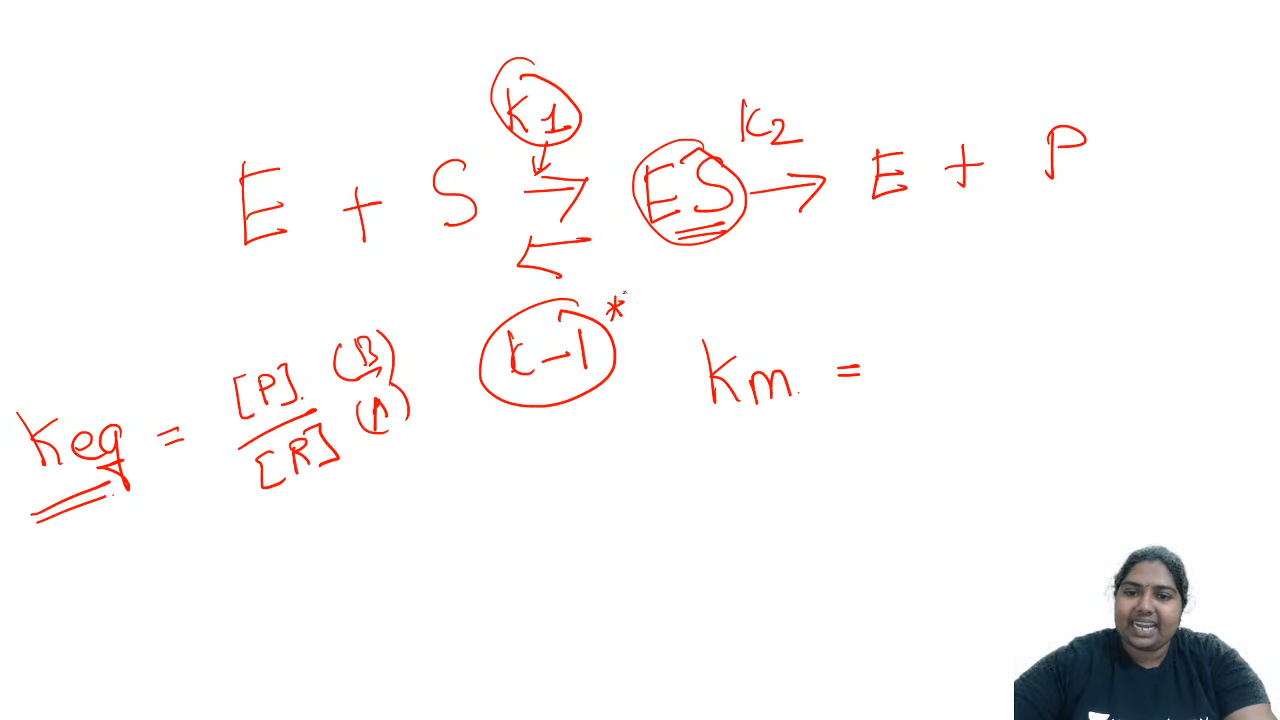 k1
E + S ⇌ ES → E + P
k2
k-1 *
Keq = [P] (B)
[R] (A)
Km =